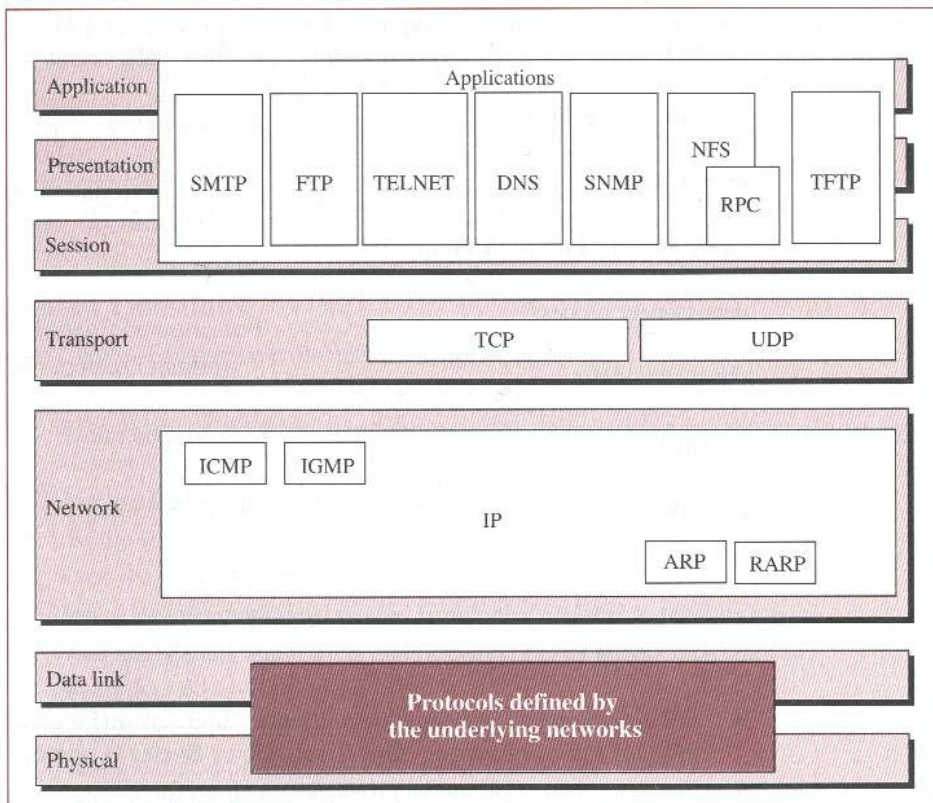 Applications
Application
Presentation
Session
SMTP
FTP
TELNET
DNS
SNMP
NFS
RPC
TFTP
Transport
TCP
UDP
Network
ICMP
IGMP
IP
ARP
RARP
Data link
Physical
Protocols defined by
the underlying networks